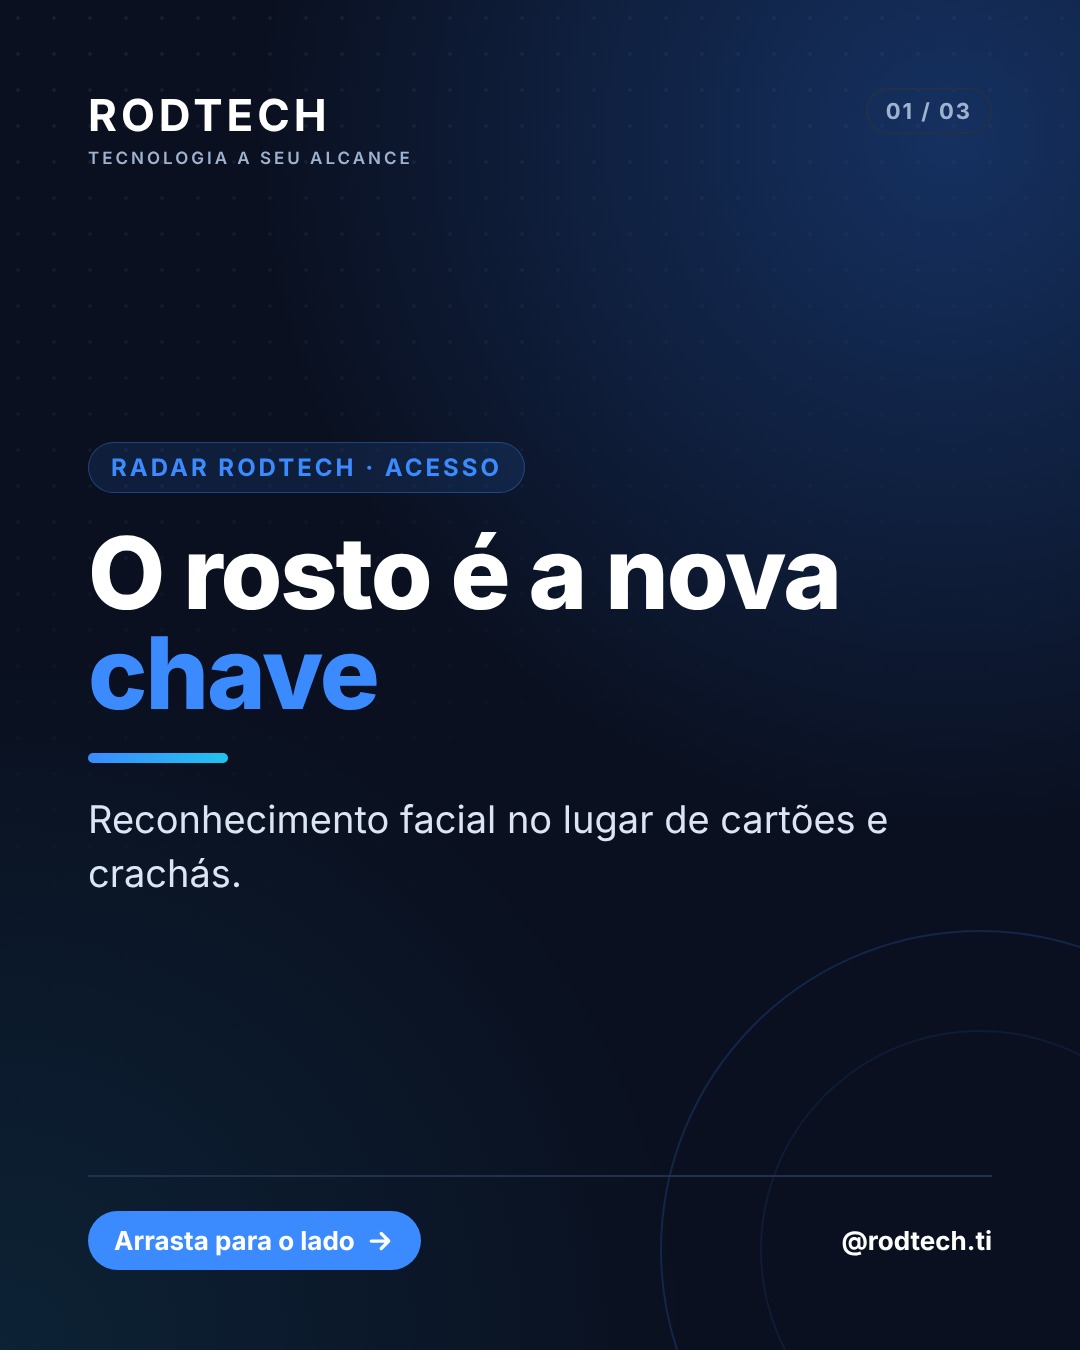 RODTECH
TECNOLOGIA A SEU ALCANCE
01 / 03
RADAR RODTECH · ACESSO
O rosto é a nova
chave
Reconhecimento facial no lugar de cartões e
crachás.
Arrasta para o lado →
@rodtech.ti